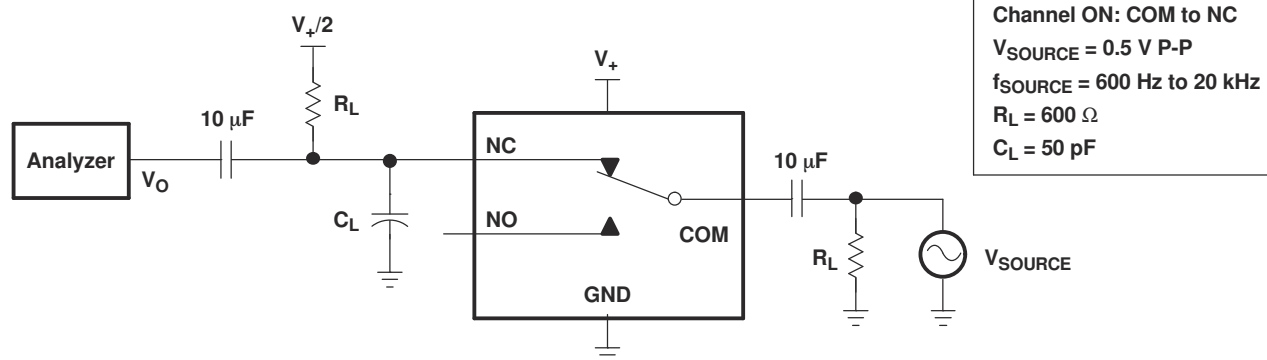 Channel ON: COM to NC
V+/2
VSOURCE = 0.5 V P-P
V+
fSOURCE = 600 Hz to 20 kHz
RL
RL = 600 Ω
10 μF
CL = 50 pF
Analyzer
NC
10 μF
VO
CL
NO
COM
RL
VSOURCE
GND